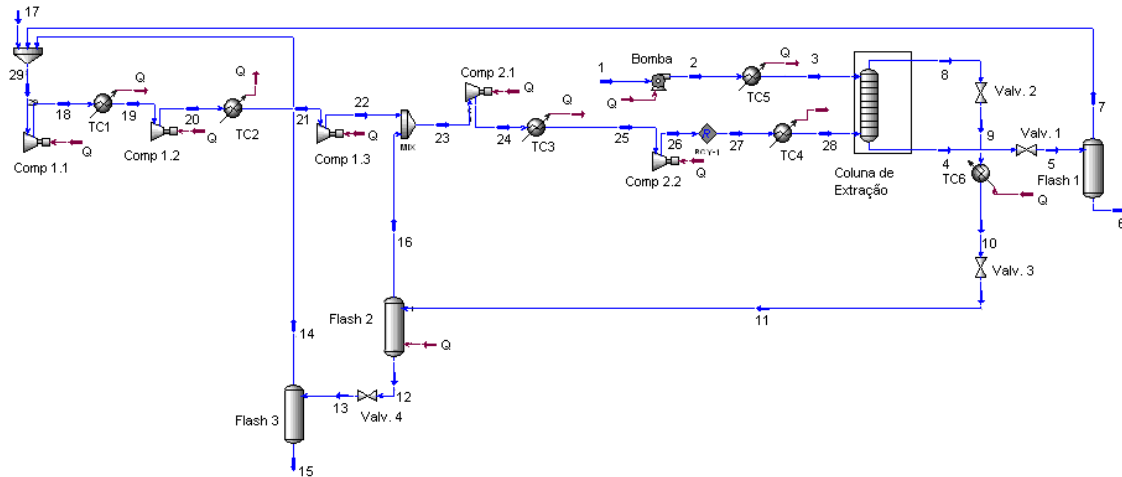 17
29
18
Q
TC1
19
Comp 1.1
Q
20
Q
TC2
Comp 1.2
Q
21
22
Comp 1.3
Q
MIX
23
Comp 2.1
Q
24
Q
TC3
25
Comp 2.2
Q
26
R
RCY-1
27
Q
TC4
28
1
Bomba
Q
2
Q
TC5
3
Coluna de
Extração
8
Valv. 2
9
4
Valv. 1
5
TC6
Q
7
Flash 1
6
10
Valv. 3
11
16
Flash 2
Q
12
13
Valv. 4
14
Flash 3
15